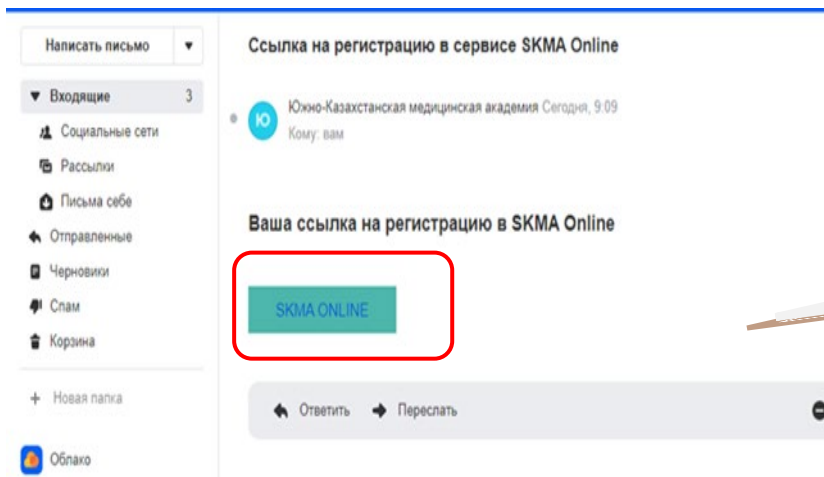 Написать письмо
Входящие 3
Социальные сети
Рассылки
Письма себе
Отправленные
Черновики
Спам
Корзина
Новая папка
Облако
Ссылка на регистрацию в сервисе SKMA Online
Ю
Южно-Казахстанская медицинская академия Сегодня, 9:09
Кому: вам
Ваша ссылка на регистрацию в SKMA Online
SKMA ONLINE
Ответить Переслать